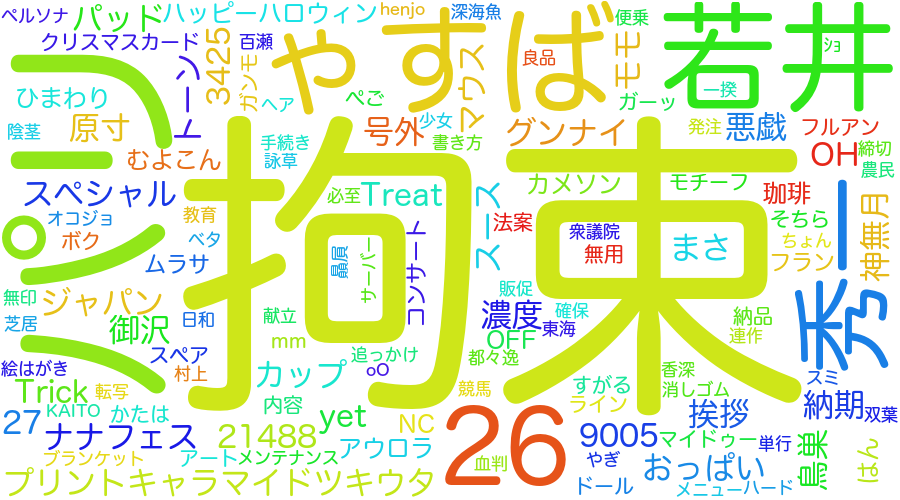 ペルソナ
パッド
ハッピーハロウィン
henjo
深海魚
便乗
若井
クリスマスカード
3425
百瀬
ガンモ
やすば
マウス
良品
モモ
ショ
一揆
コンパ
ひまわり
トーン
ヘア
ぺご
ガーッ
陰茎
原寸
号外
少女
書き方
グンナイ
発注
悪戯
フルアン
むよこん
手続き
詠草
OH
締切
農民
拘束
スペシャル
必至
Treat
スース
カメソン
モチーフ
珈琲
秀一
神無月
オコジョ
教育
ボク
ベタ
贔屓
サーバー
コンサート
法案
衆議院
無用
まさ
そちら
ちょん
フラン
ムラサ
無印
ジャパン
販促
確保
濃度
東海
納品
連作
芝居
御沢
日和
献立
mm
OFF
都々逸
絵はがき
スペア
村上
カップ
追っかけ
oO
香深
消しゴム
スミ
Trick
転写
内容
競馬
すがる
ライン
挨拶
納期
双葉
27
KAITO
かたは
yet
NC
26
9005
マイドゥー
単行
鳥巣
はん
ナナフェス
21488
アウロラ
ブランケット
アート
メンテナンス
血判
やぎ
おっぱい
プリントキャラマイドツキウタ
ドール
メニューハード